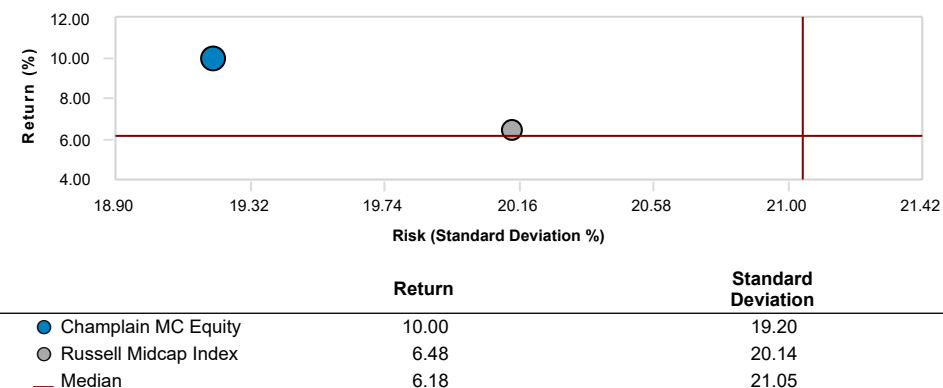 12.00
10.00
8.00
6.00
4.00
Return (%)
18.90 19.32 19.74 20.16 20.58 21.00 21.42
Risk (Standard Deviation %)
Return Standard Deviation
Champlain MC Equity 10.00 19.20
Russell Midcap Index 6.48 20.14
Median 6.18 21.05